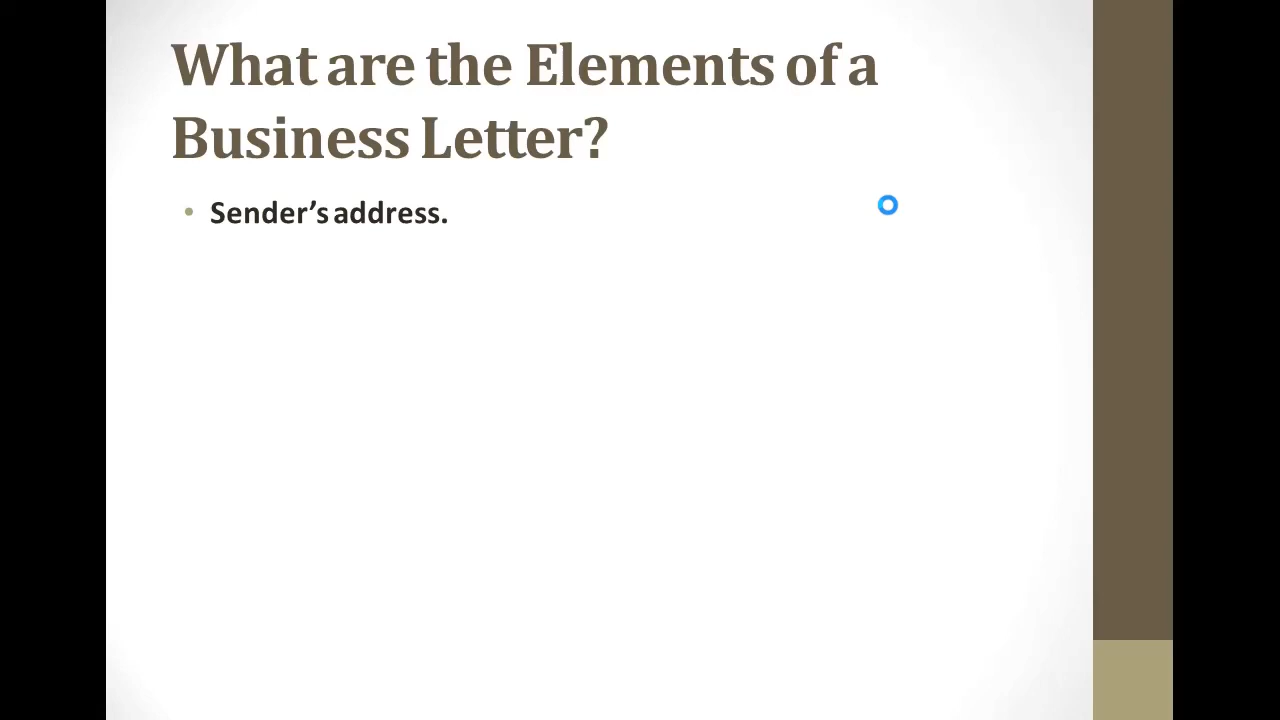 What are the Elements of a
Business Letter?
• Sender’s address.